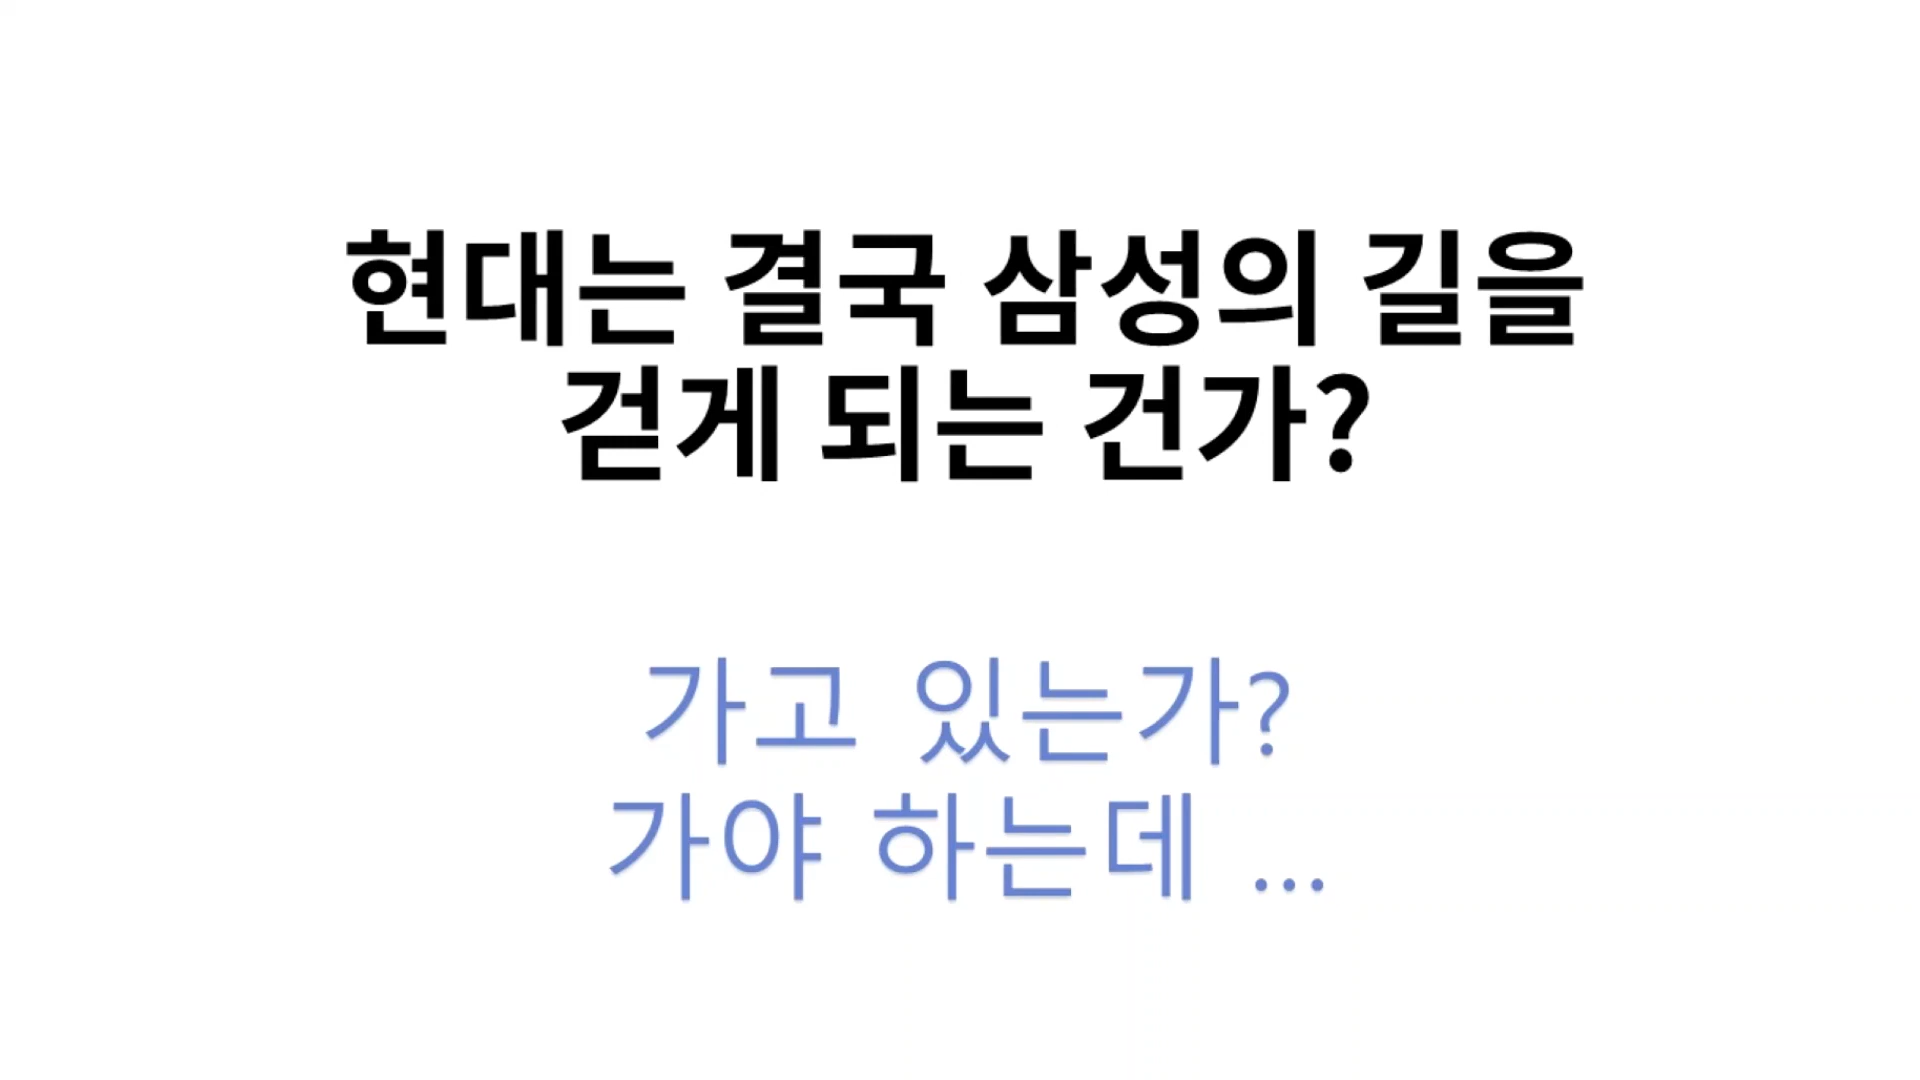 현대는 결국 삼성의 길을
걷게 되는 건가?
가고 있는가?
가야 하는데 ...